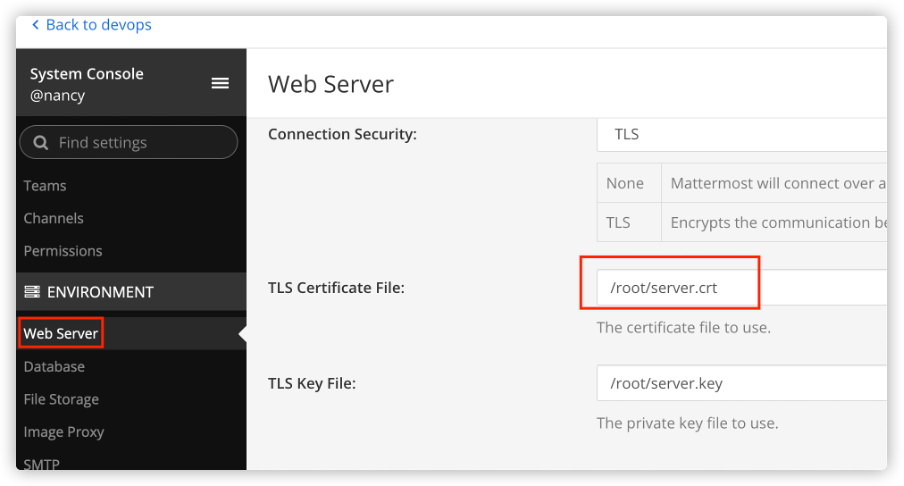 Back to devops
System Console
@nancy
Find settings
Teams
Channels
Permissions
ENVIRONMENT
Web Server
Database
File Storage
Image Proxy
SMTP
Web Server
Connection Security:
TLS
None Mattermost will connect over a
TLS Encrypts the communication be
TLS Certificate File:
/root/server.crt
The certificate file to use.
TLS Key File:
/root/server.key
The private key file to use.